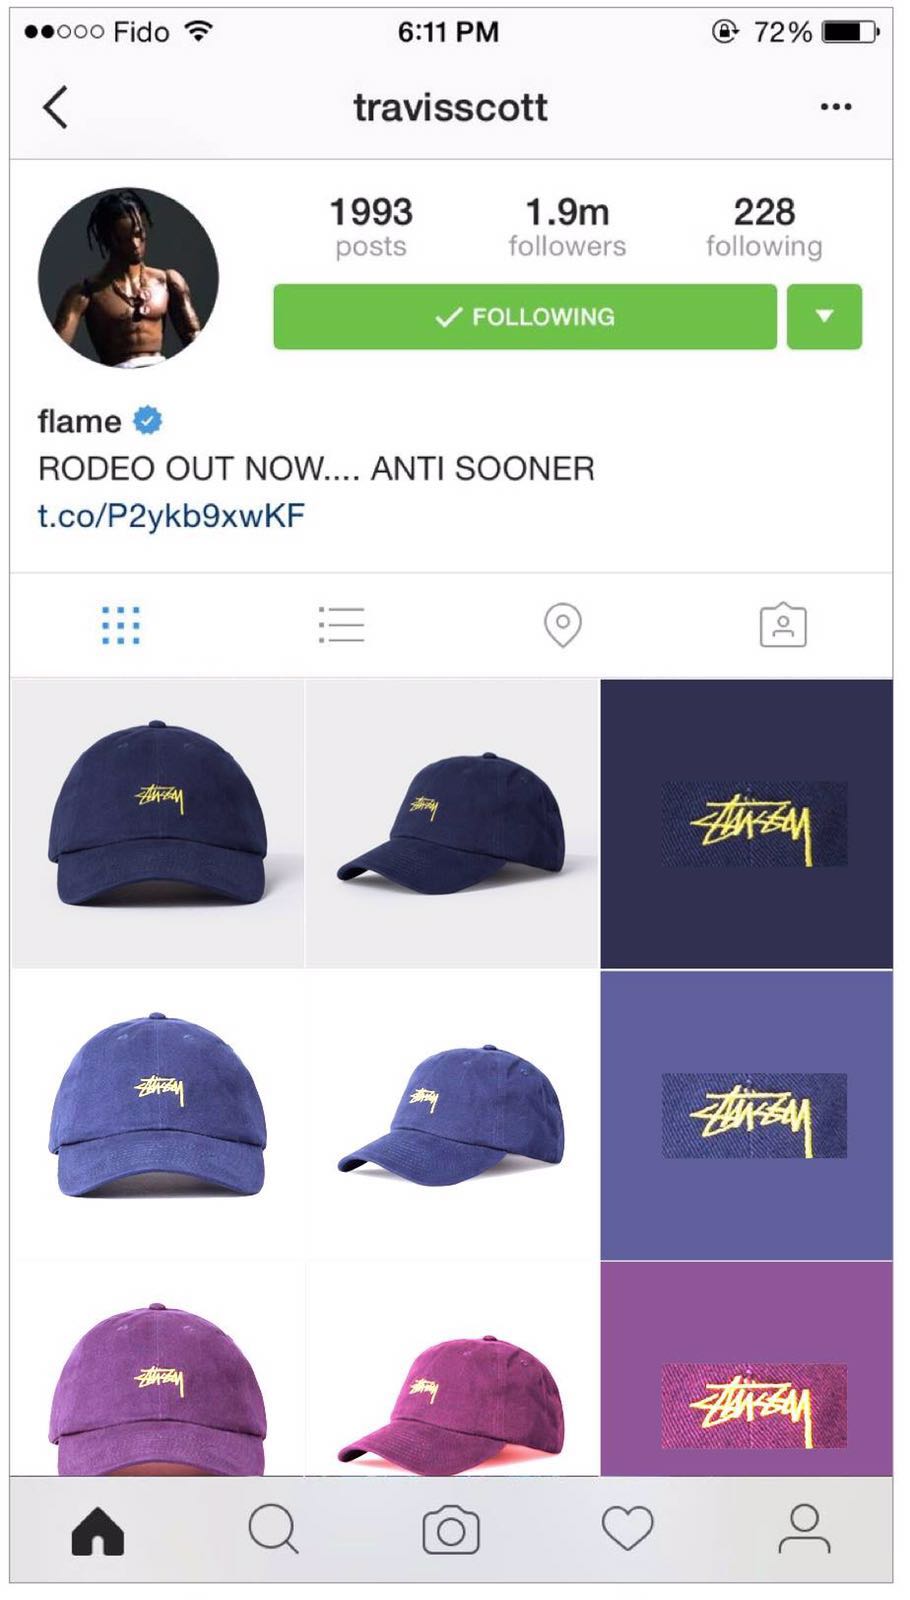 Fido 6:11 PM 72%
travisscott
1993 1.9m 228
posts followers following
FOLLOWING
flame
RODEO OUT NOW.... ANTI SOONER
t.co/P2ykb9xwKF
Stüssy Stüssy Stüssy
Stüssy Stüssy Stüssy
Stüssy Stüssy Stüssy